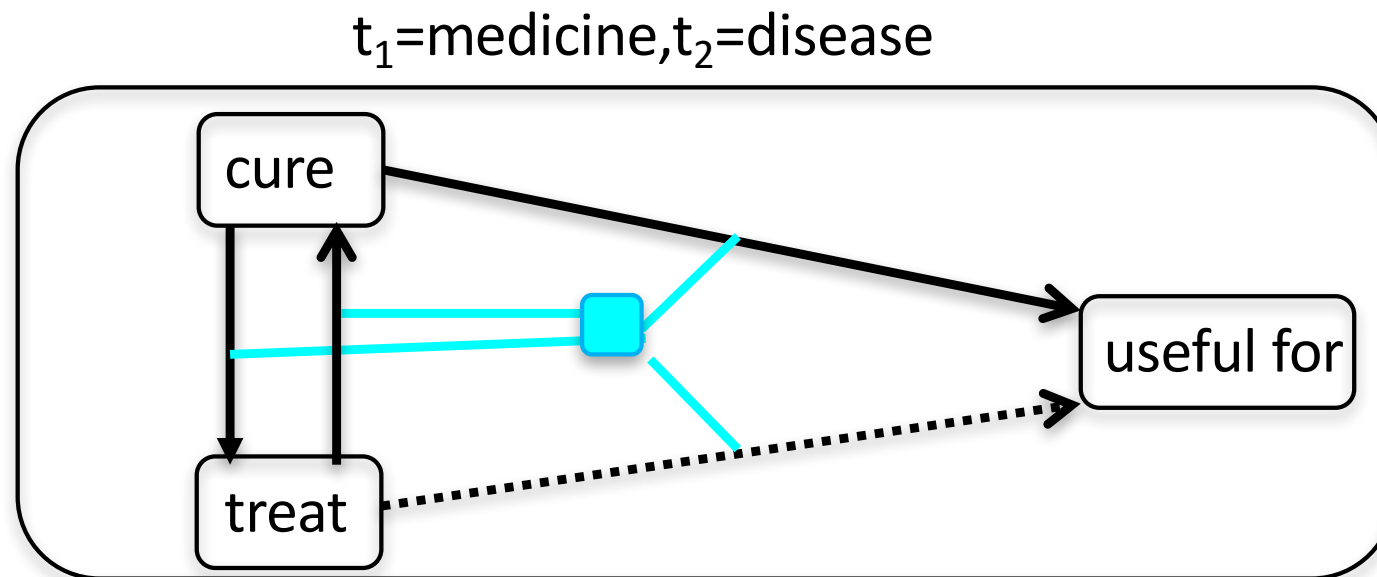 t₁=medicine,t₂=disease
cure
useful for
treat